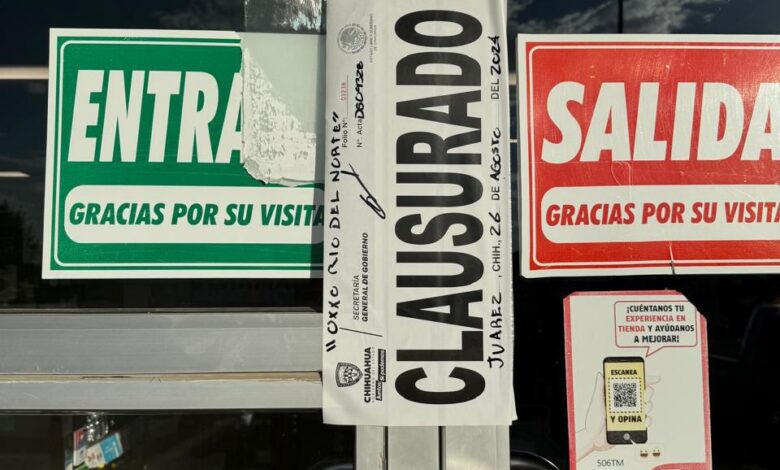 ENTRA
GRACIAS POR SU VISITA
"OXXO RIO DEL NORTE"
Folio N°:
03238
N° Acta
SECRETARÍA
GENERAL DE GOBIERNO
CHIHUAHUA
CLAUSURADO
JUAREZ, CHIH., 26 DE AGOSTO DEL 2024
SALIDA
GRACIAS POR SU VISITA
¡CUÉNTANOS TU
EXPERIENCIA EN
TIENDA Y AYÚDANOS
A MEJORAR!
ESCANEA
Y OPINA
506TM